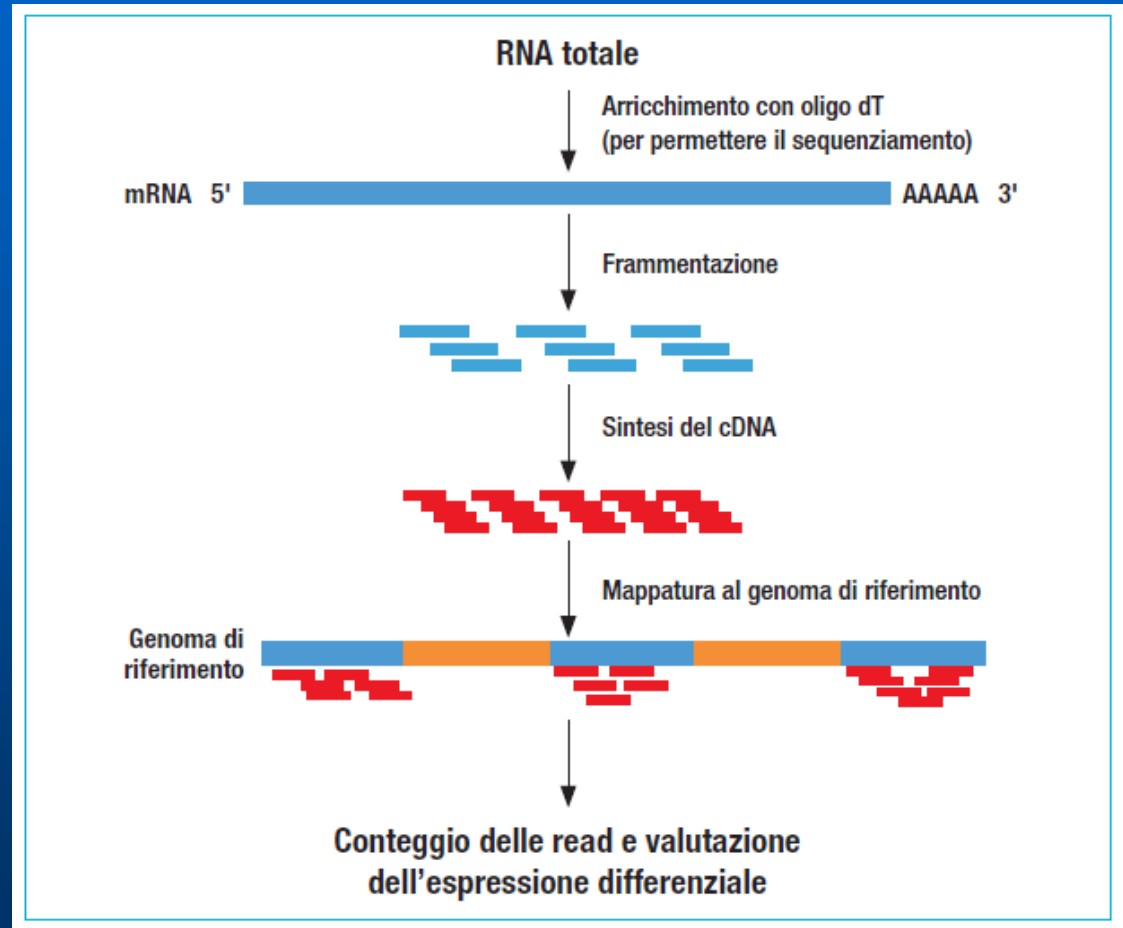 RNA totale
Arricchimento con oligo dT
(per permettere il sequenziamento)
mRNA 5' AAAAA 3'
Frammentazione
Sintesi del cDNA
Mappatura al genoma di riferimento
Genoma di
riferimento
Conteggio delle read e valutazione
dell’espressione differenziale